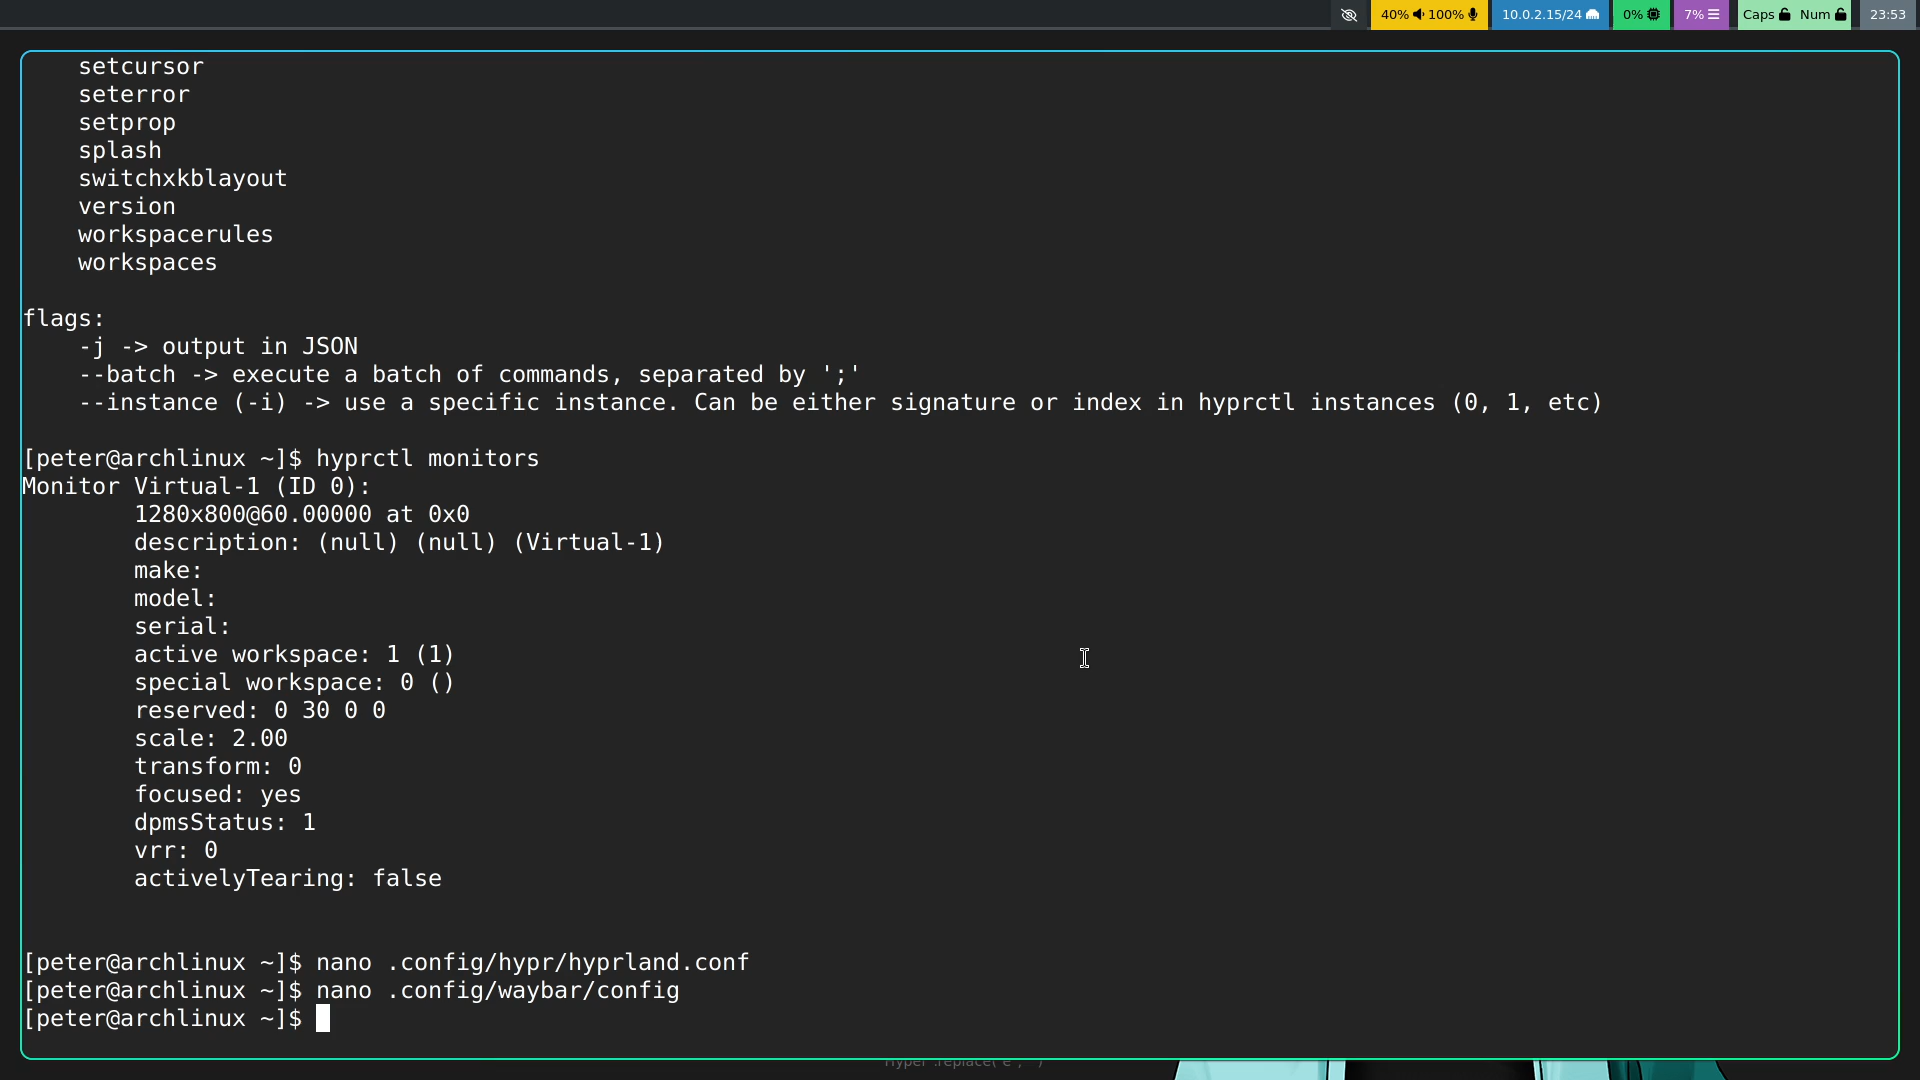 40% 100% 10.0.2.15/24 0% 7% Caps Num 23:53
setcursor
seterror
setprop
splash
switchxkblayout
version
workspacerules
workspaces
flags:
-j -> output in JSON
--batch -> execute a batch of commands, separated by ';'
--instance (-i) -> use a specific instance. Can be either signature or index in hyprctl instances (0, 1, etc)
[peter@archlinux ~]$ hyprctl monitors
Monitor Virtual-1 (ID 0):
1280x800@60.00000 at 0x0
description: (null) (null) (Virtual-1)
make:
model:
serial:
active workspace: 1 (1)
special workspace: 0 ()
reserved: 0 30 0 0
scale: 2.00
transform: 0
focused: yes
dpmsStatus: 1
vrr: 0
activelyTearing: false
[peter@archlinux ~]$ nano .config/hypr/hyprland.conf
[peter@archlinux ~]$ nano .config/waybar/config
[peter@archlinux ~]$